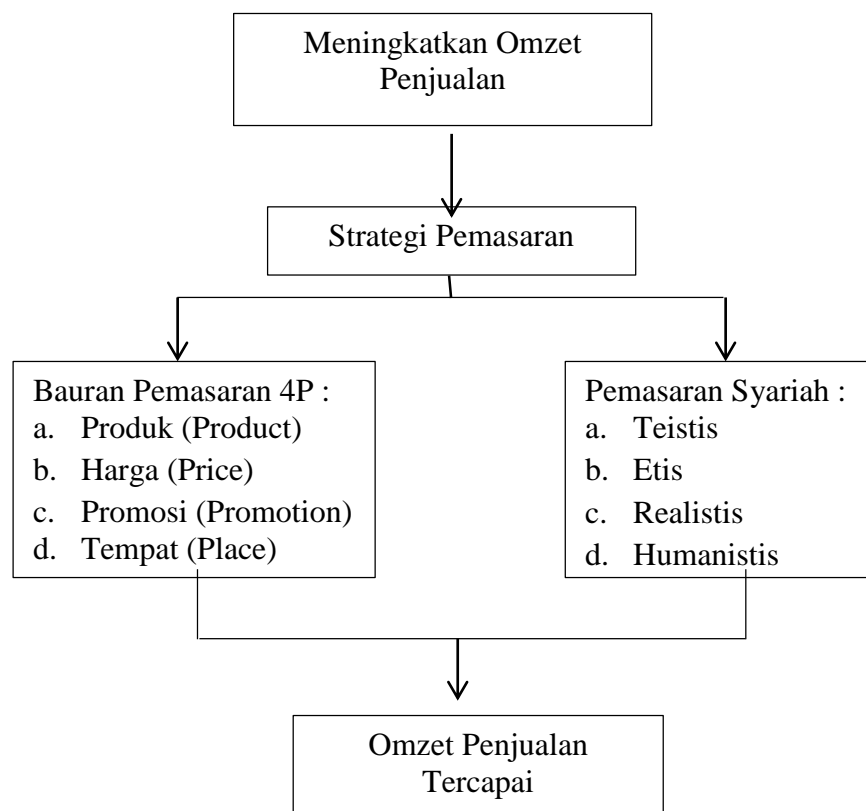 Meningkatkan Omzet
Penjualan
Strategi Pemasaran
Bauran Pemasaran 4P :
a. Produk (Product)
b. Harga (Price)
c. Promosi (Promotion)
d. Tempat (Place)
Pemasaran Syariah :
a. Teistis
b. Etis
c. Realistis
d. Humanistis
Omzet Penjualan
Tercapai